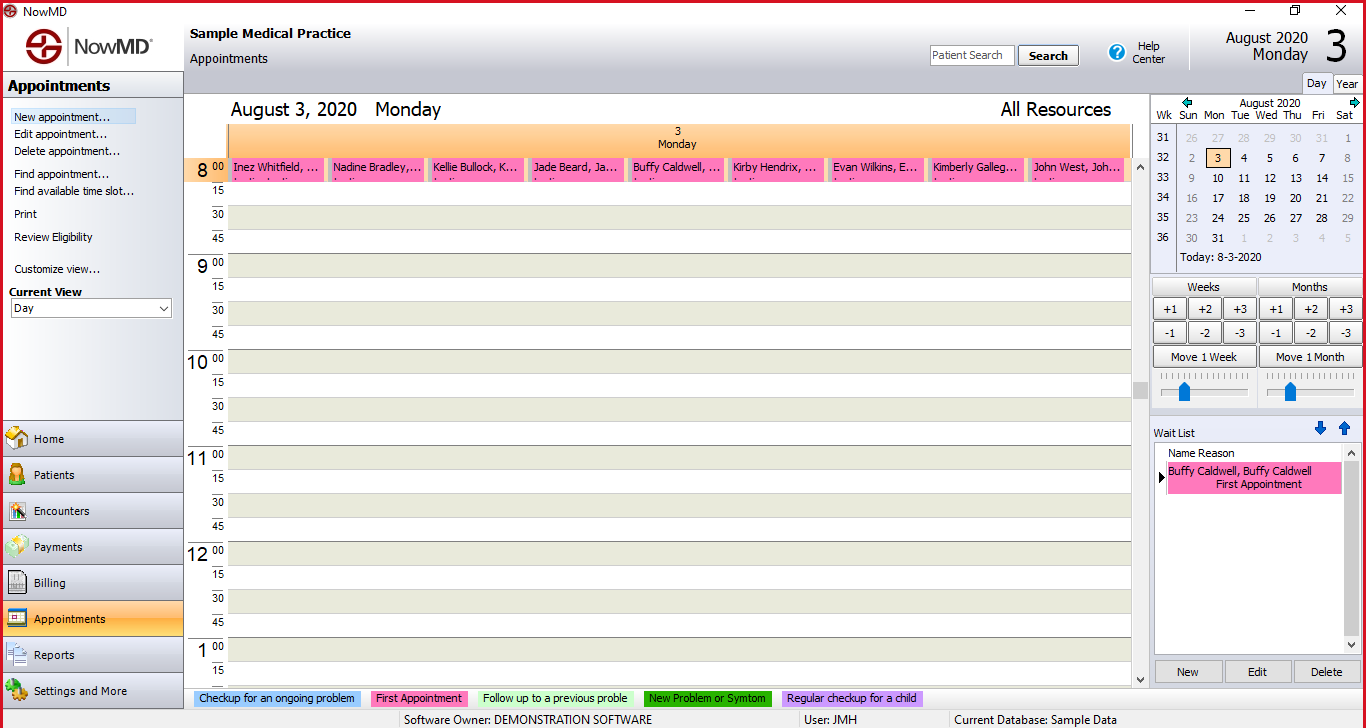 NowMD
NowMD®
Sample Medical Practice
Appointments
Patient Search
Search
Help Center
August 2020
Monday
3
Appointments
New appointment...
Edit appointment...
Delete appointment...
Find appointment...
Find available time slot...
Print
Review Eligibility
Customize view...
Current View
Day
Home
Patients
Encounters
Payments
Billing
Appointments
Reports
Settings and More
Day Year
August 3, 2020 Monday All Resources
3
Monday
8 00 Inez Whitfield, ... Nadine Bradley,... Kellie Bullock, K... Jade Beard, Ja... Buffy Caldwell, ... Kirby Hendrix, ... Evan Wilkins, E... Kimberly Galleg... John West, Joh...
15
30
45
9 00
15
30
45
10 00
15
30
45
11 00
15
30
45
12 00
15
30
45
1 00
15
August 2020
Wk Sun Mon Tue Wed Thu Fri Sat
31 26 27 28 29 30 31 1
32 2 3 4 5 6 7 8
33 9 10 11 12 13 14 15
34 16 17 18 19 20 21 22
35 23 24 25 26 27 28 29
36 30 31 1 2 3 4 5
Today: 8-3-2020
Weeks Months
+1 +2 +3 +1 +2 +3
-1 -2 -3 -1 -2 -3
Move 1 Week Move 1 Month
Wait List
Name Reason
Buffy Caldwell, Buffy Caldwell
First Appointment
New Edit Delete
Checkup for an ongoing problem First Appointment Follow up to a previous proble New Problem or Symtom Regular checkup for a child
Software Owner: DEMONSTRATION SOFTWARE User: JMH Current Database: Sample Data